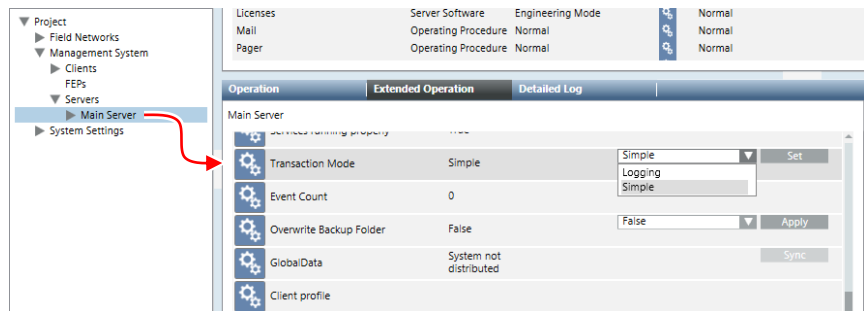 Project
Field Networks
Management System
Clients
FEPs
Servers
Main Server
System Settings
Licenses Server Software Engineering Mode Normal
Mail Operating Procedure Normal Normal
Pager Operating Procedure Normal Normal
Operation Extended Operation Detailed Log
Main Server
Services running properly True
Transaction Mode Simple Simple Set
Logging
Simple
Event Count 0
Overwrite Backup Folder False False Apply
GlobalData System not
distributed Sync
Client profile